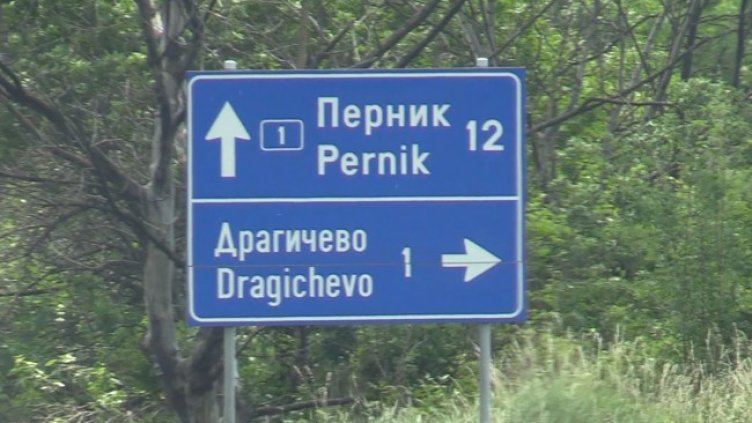 1 Перник 12
Pernik
Драгичево 1
Dragichevo